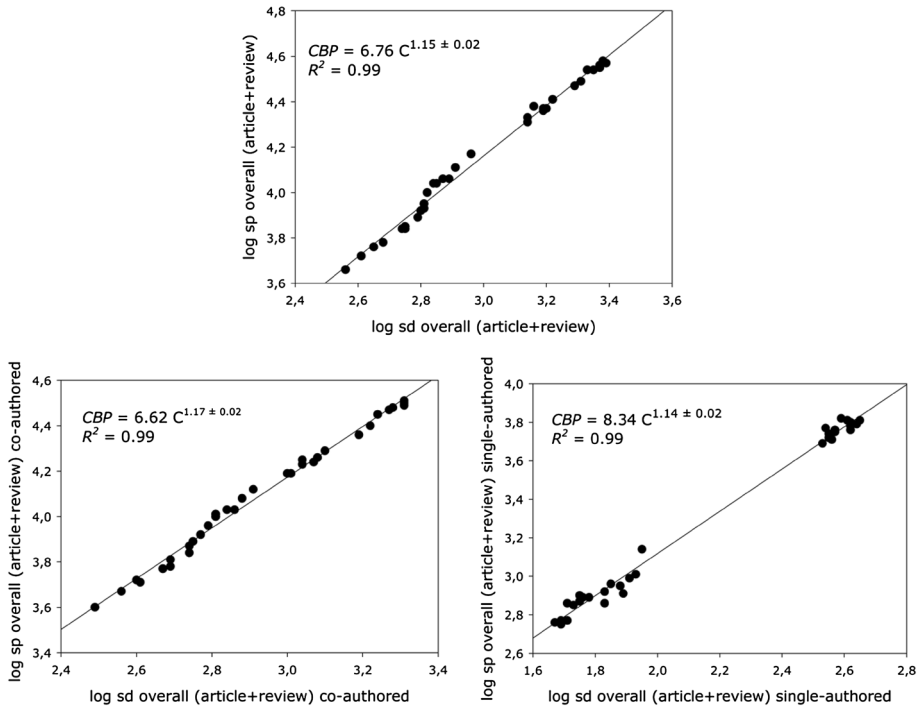 log sp overall (article+review)
4,8
4,6
4,4
4,2
4,0
3,8
3,6
CBP = 6.76 C^1.15 ± 0.02
R² = 0.99
2,4 2,6 2,8 3,0 3,2 3,4 3,6
log sd overall (article+review)
log sp overall (article+review) co-authored
4,6
4,4
4,2
4,0
3,8
3,6
3,4
CBP = 6.62 C^1.17 ± 0.02
R² = 0.99
2,4 2,6 2,8 3,0 3,2 3,4
log sd overall (article+review) co-authored
log sp overall (article+review) single-authored
4,0
3,8
3,6
3,4
3,2
3,0
2,8
2,6
CBP = 8.34 C^1.14 ± 0.02
R² = 0.99
1,6 1,8 2,0 2,2 2,4 2,6 2,8
log sd overall (article+review) single-authored